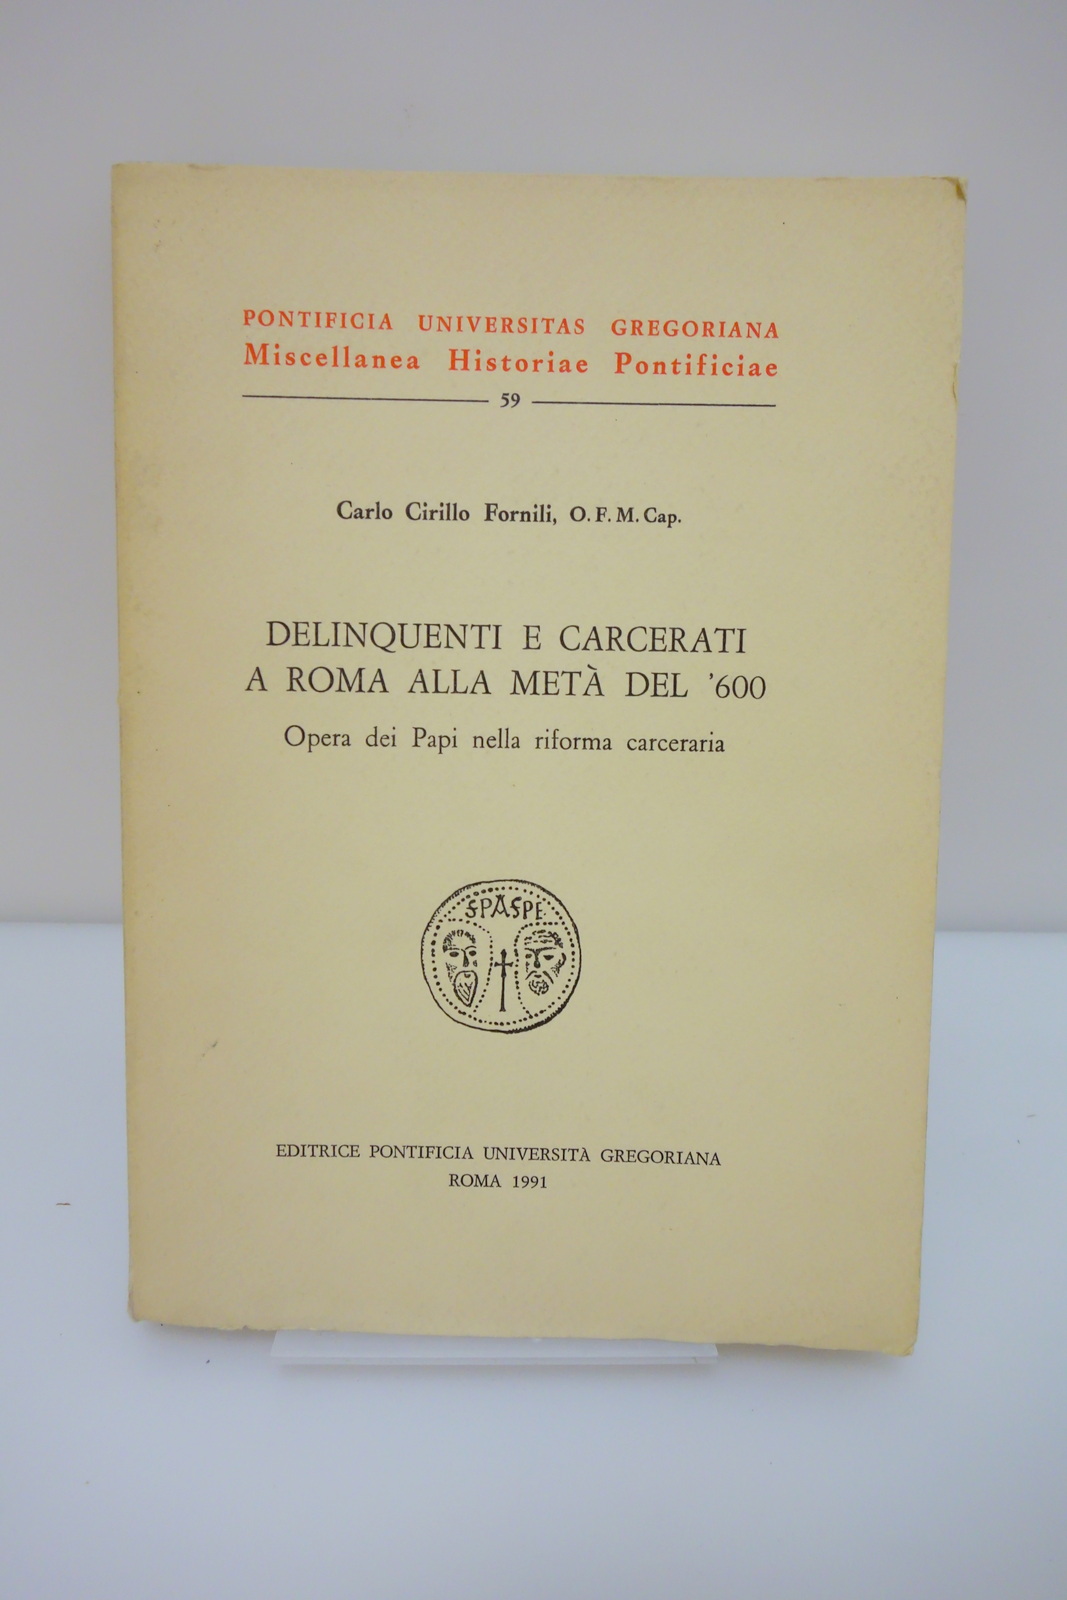 PONTIFICIA UNIVERSITAS GREGORIANA
Miscellanea Historiae Pontificiae
59
Carlo Cirillo Fornili, O. F. M. Cap.
DELINQUENTI E CARCERATI
A ROMA ALLA METÀ DEL '600
Opera dei Papi nella riforma carceraria
SPASPE
EDITRICE PONTIFICIA UNIVERSITÀ GREGORIANA
ROMA 1991